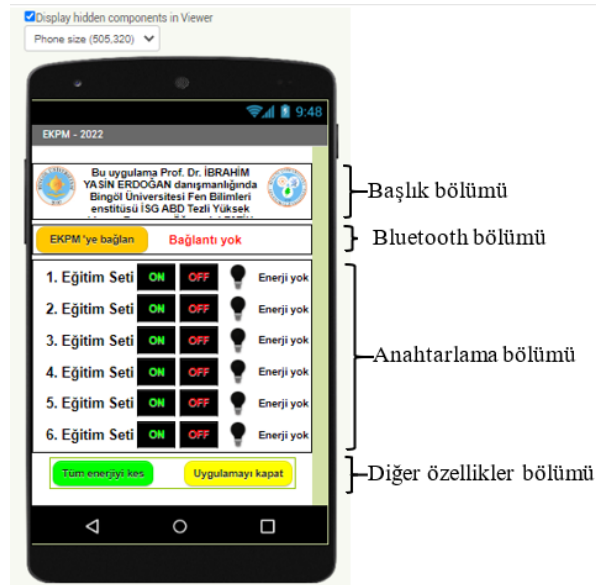 Display hidden components in Viewer
Phone size (505,320)
9:48
EKPM - 2022
Bu uygulama Prof. Dr. İBRAHİM
YASİN ERDOĞAN danışmanlığında
Bingöl Üniversitesi Fen Bilimleri
enstitüsü İSG ABD Tezli Yüksek
Başlık bölümü
EKPM'ye bağlan Bağlantı yok
Bluetooth bölümü
1. Eğitim Seti ON OFF Enerji yok
2. Eğitim Seti ON OFF Enerji yok
3. Eğitim Seti ON OFF Enerji yok
4. Eğitim Seti ON OFF Enerji yok
5. Eğitim Seti ON OFF Enerji yok
6. Eğitim Seti ON OFF Enerji yok
Anahtarlama bölümü
Tüm enerjiyi kes Uygulamayı kapat
Diğer özellikler bölümü